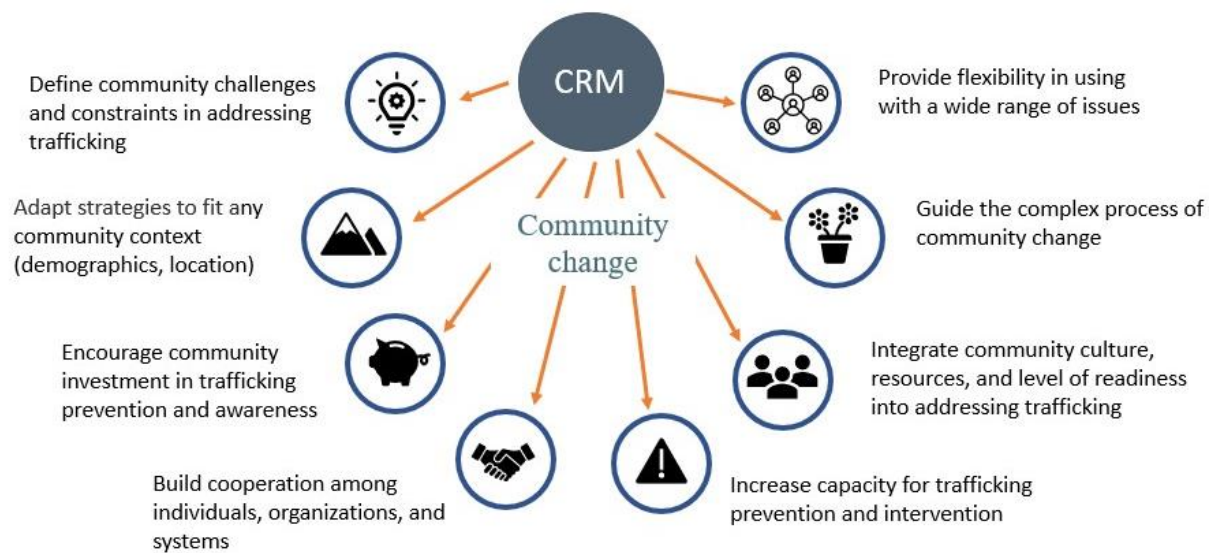 CRM
Define community challenges
and constraints in addressing
trafficking
Provide flexibility in using
with a wide range of issues
Adapt strategies to fit any
community context
(demographics, location)
Community
change
Guide the complex process of
community change
Encourage community
investment in trafficking
prevention and awareness
Integrate community culture,
resources, and level of readiness
into addressing trafficking
Build cooperation among
individuals, organizations, and
systems
Increase capacity for trafficking
prevention and intervention